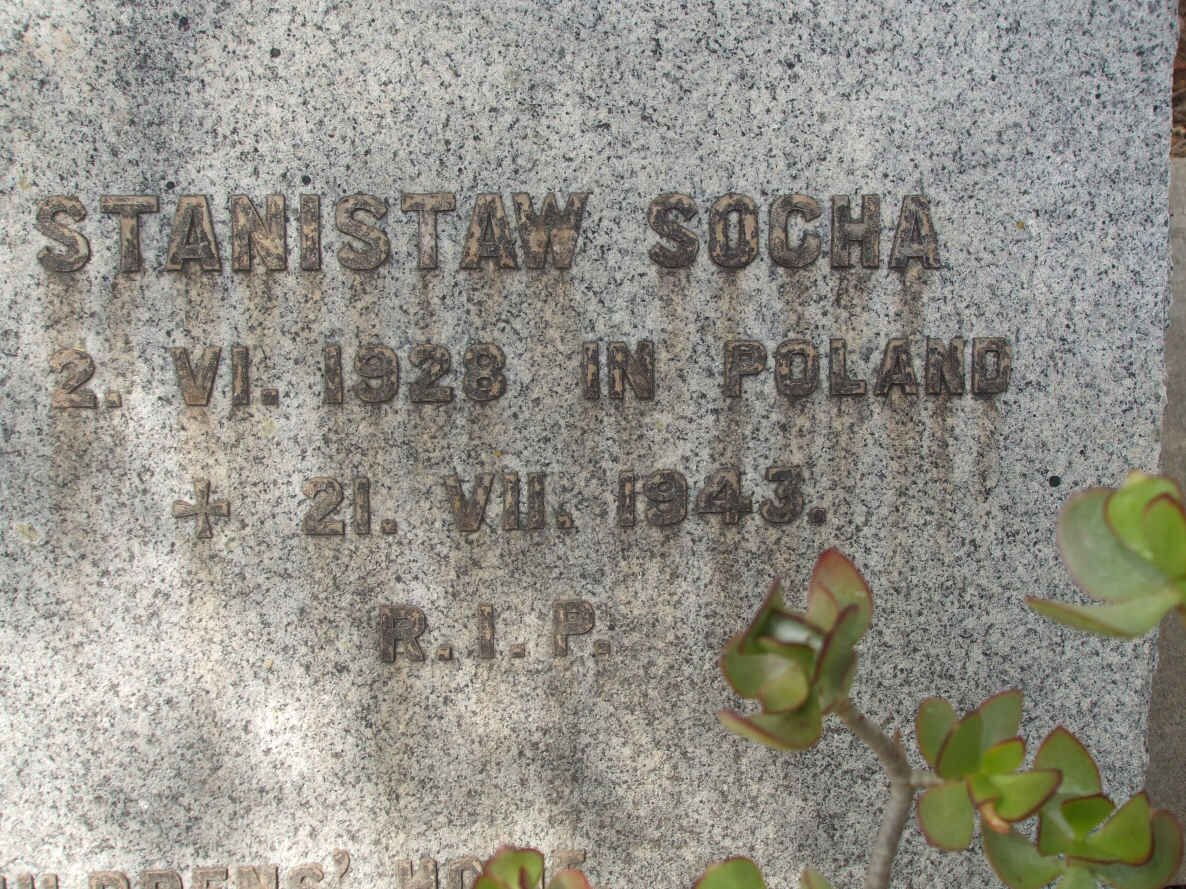 STANISTAW SOCHA
2. VI. 1928 IN POLAND
+ 21. VII. 1943.
R.I.P.